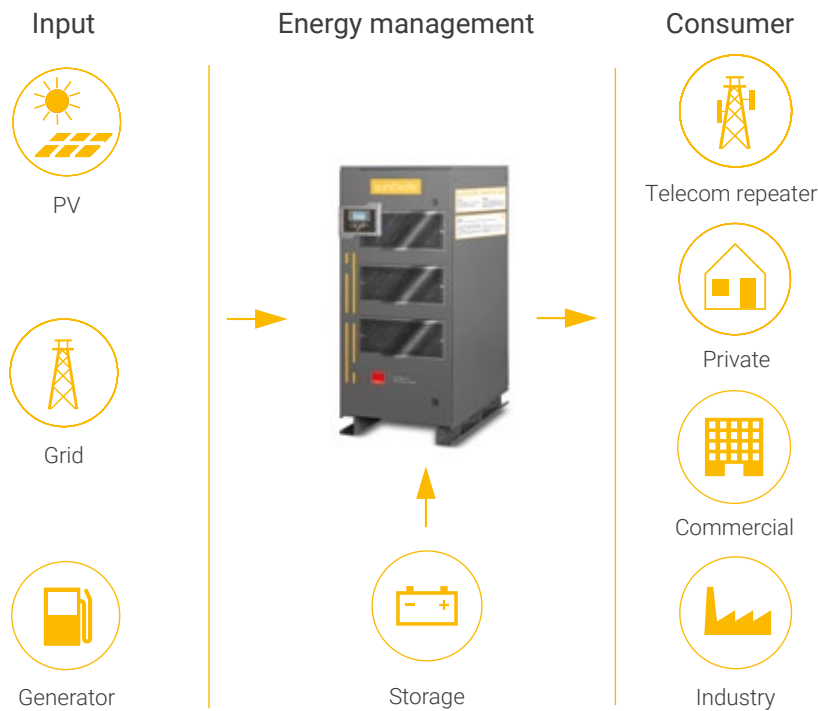 Input
Energy management
Consumer
PV
Grid
Generator
Storage
Telecom repeater
Private
Commercial
Industry